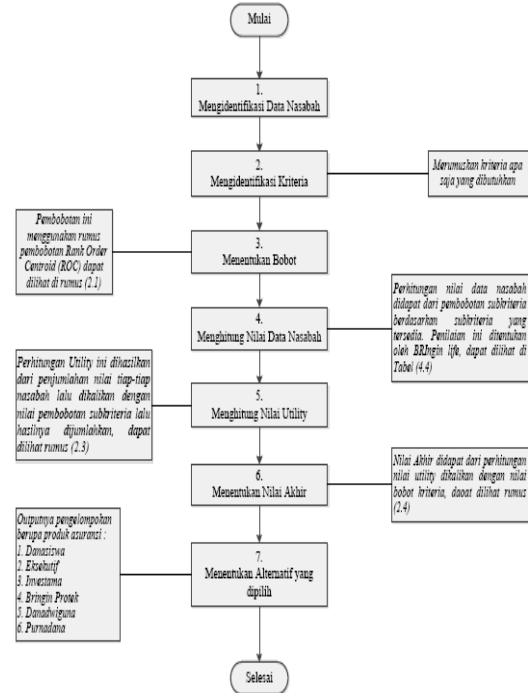 Mulai
1.
Mengidentifikasi Data Nasabah
2.
Mengidentifikasi Kriteria
Merumuskan kriteria apa
saja yang dibutuhkan
Pembobotan ini
menggunakan rumus
pembobotan Rank Order
Centroid (ROC) dapat
dilihat di rumus (2.1)
3.
Menentukan Bobot
4.
Menghitung Nilai Data Nasabah
Perhitungan nilai data nasabah
didapat dari pembobotan subkriteria
berdasarkan subkriteria yang
tersedia. Penilaian ini ditentukan
oleh BRIngin life, dapat dilihat di
Tabel (4.4)
Perhitungan Utility ini dihasilkan
dari penjumlahan nilai tiap-tiap
nasabah lalu dikalikan dengan
nilai pembobotan subkriteria lalu
hasilnya dijumlahkan, dapat
dilihat rumus (2.3)
5.
Menghitung Nilai Utility
6.
Menentukan Nilai Akhir
Nilai Akhir didapat dari perhitungan
nilai utility dikalikan dengan nilai
bobot kriteria, daoat dilihat rumus
(2.4)
Outputnya pengelompokan
berupa produk asuransi :
1. Danasiswa
2. Eksekutif
3. Investama
4. Bringin Protek
5. Danadwiguna
6. Purnadana
7.
Menentukan Alternatif yang
dipilih
Selesai